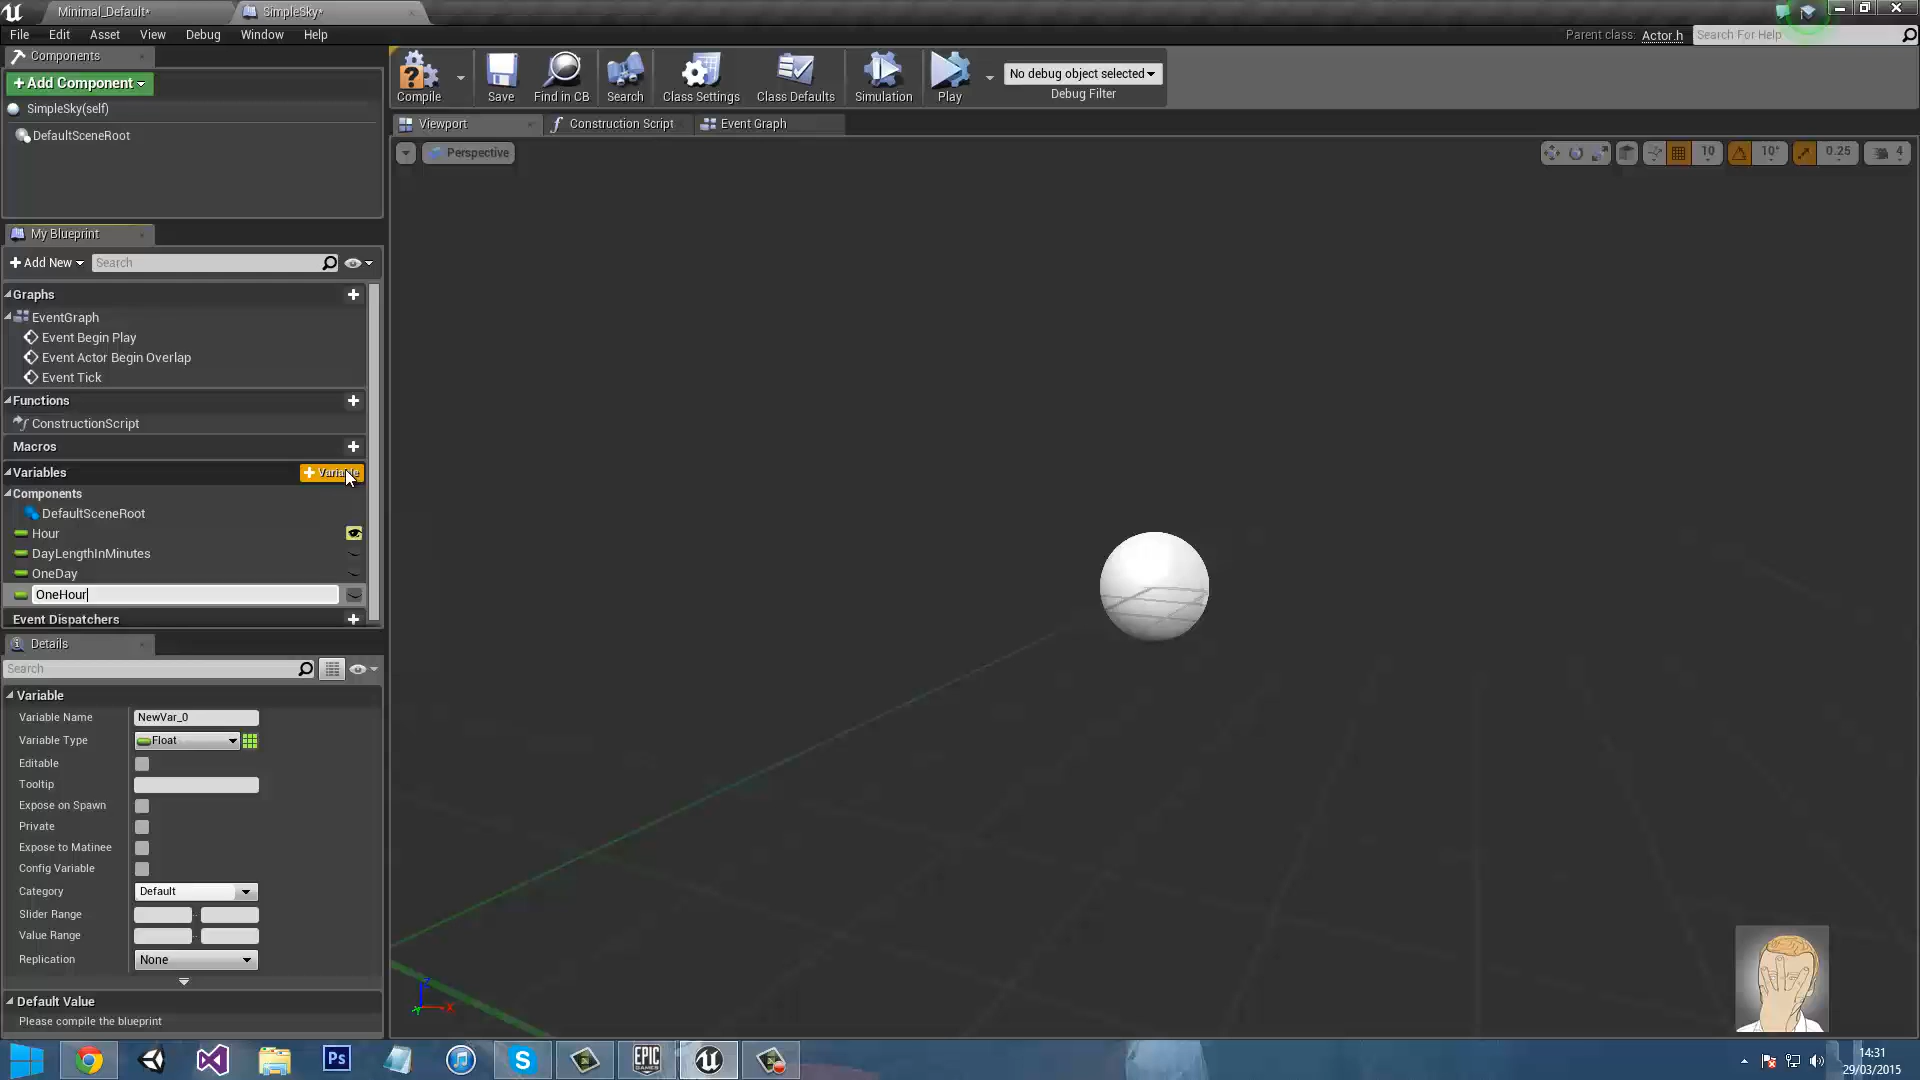 Minimal_Default*
SimpleSky*
File Edit Asset View Debug Window Help
Parent class: Actor.h Search For Help
Components
+Add Component
SimpleSky(self)
DefaultSceneRoot
Compile
Save
Find in CB
Search
Class Settings
Class Defaults
Simulation
Play
No debug object selected
Debug Filter
Viewport
Construction Script
Event Graph
Perspective
10
10°
0.25
4
My Blueprint
+ Add New
Search
Graphs
EventGraph
Event Begin Play
Event Actor Begin Overlap
Event Tick
Functions
ConstructionScript
Macros
Variables
+ Variable
Components
DefaultSceneRoot
Hour
DayLengthInMinutes
OneDay
OneHour
Event Dispatchers
Details
Search
Variable
Variable Name NewVar_0
Variable Type Float
Editable
Tooltip
Expose on Spawn
Private
Expose to Matinee
Config Variable
Category Default
Slider Range
Value Range
Replication None
Default Value
Please compile the blueprint
Ps
EPIC GAMES
14:31
29/03/2015